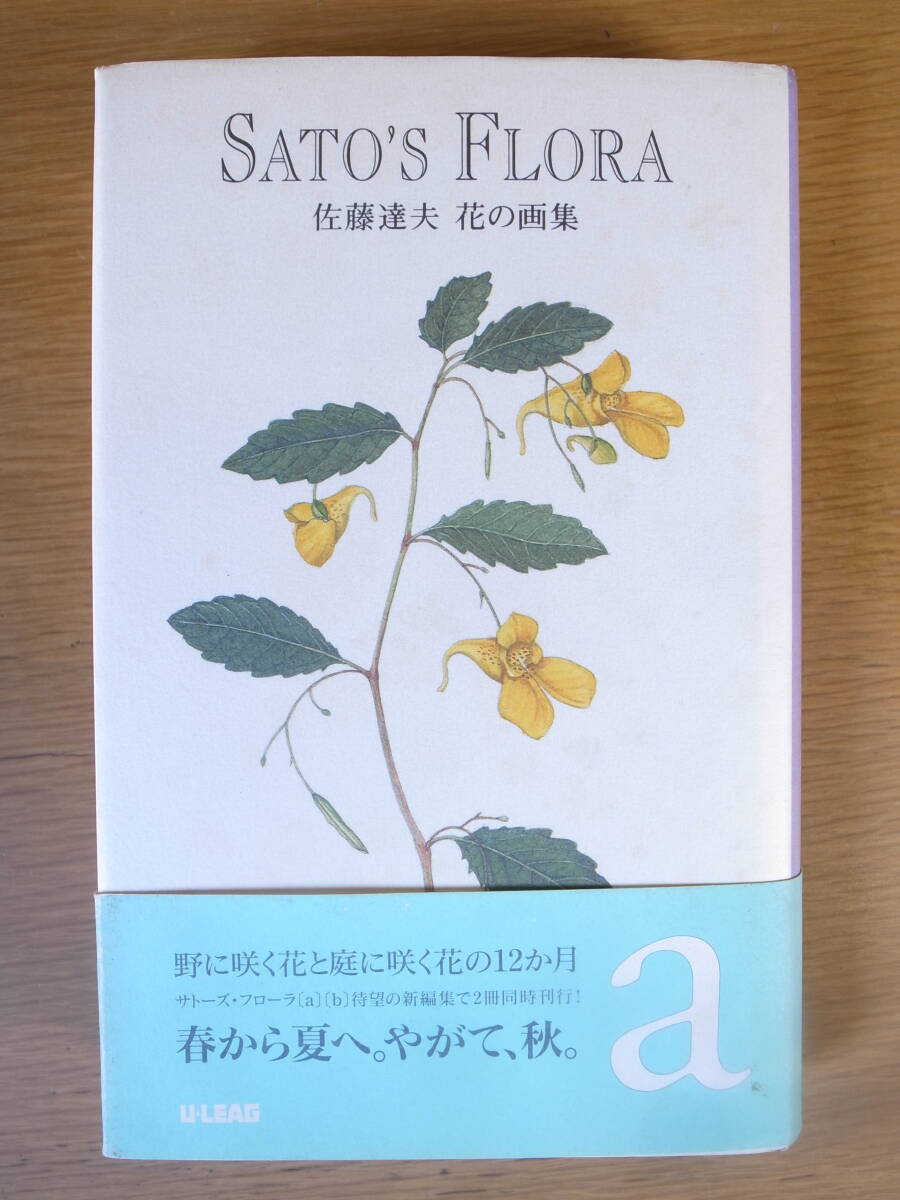 SATO'S FLORA
佐藤達夫 花の画集
野に咲く花と庭に咲く花の12か月
サトーズ・フローラ〔a〕〔b〕待望の新編集で2冊同時刊行!
春から夏へ。やがて、秋。
a
U・LEAG